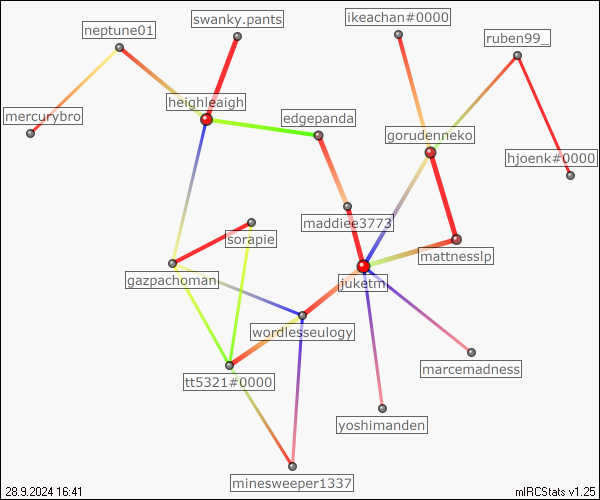 swanky.pants
ikeachan#0000
neptune01
ruben99_
heighleaigh
mercurybro
edgepanda
gorudenneko
hjoenk#0000
maddiee3773
sorapie
mattnesslp
gazpachoman
juketm
wordlesseulogy
marcemadness
tt5321#0000
yoshimanden
minesweeper1337
28.9.2024 16:41
mIRCStats v1.25